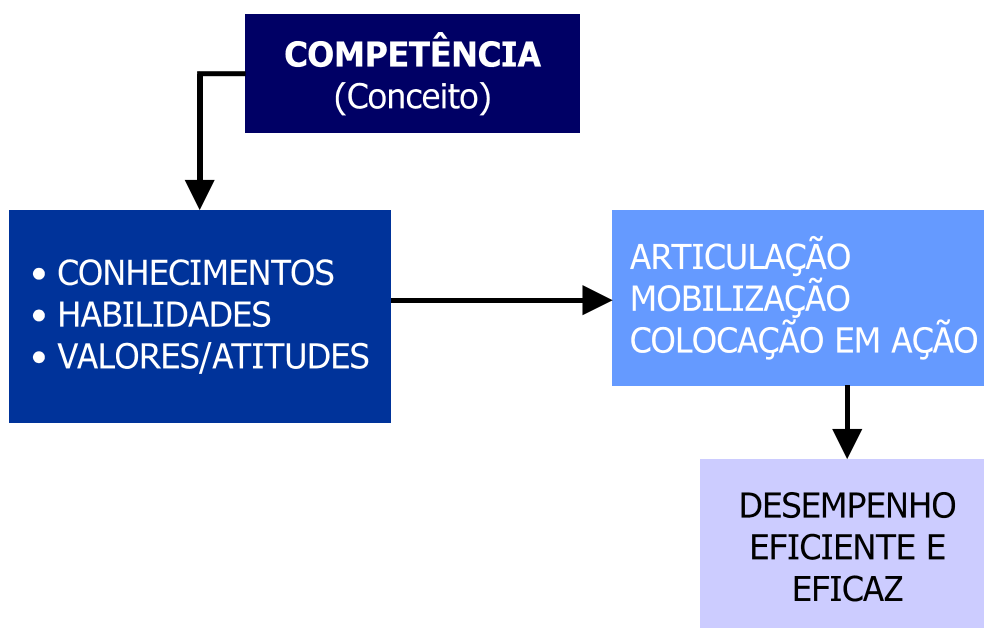 COMPETÊNCIA
(Conceito)
• CONHECIMENTOS
• HABILIDADES
• VALORES/ATITUDES
ARTICULAÇÃO
MOBILIZAÇÃO
COLOCAÇÃO EM AÇÃO
DESEMPENHO
EFICIENTE E
EFICAZ